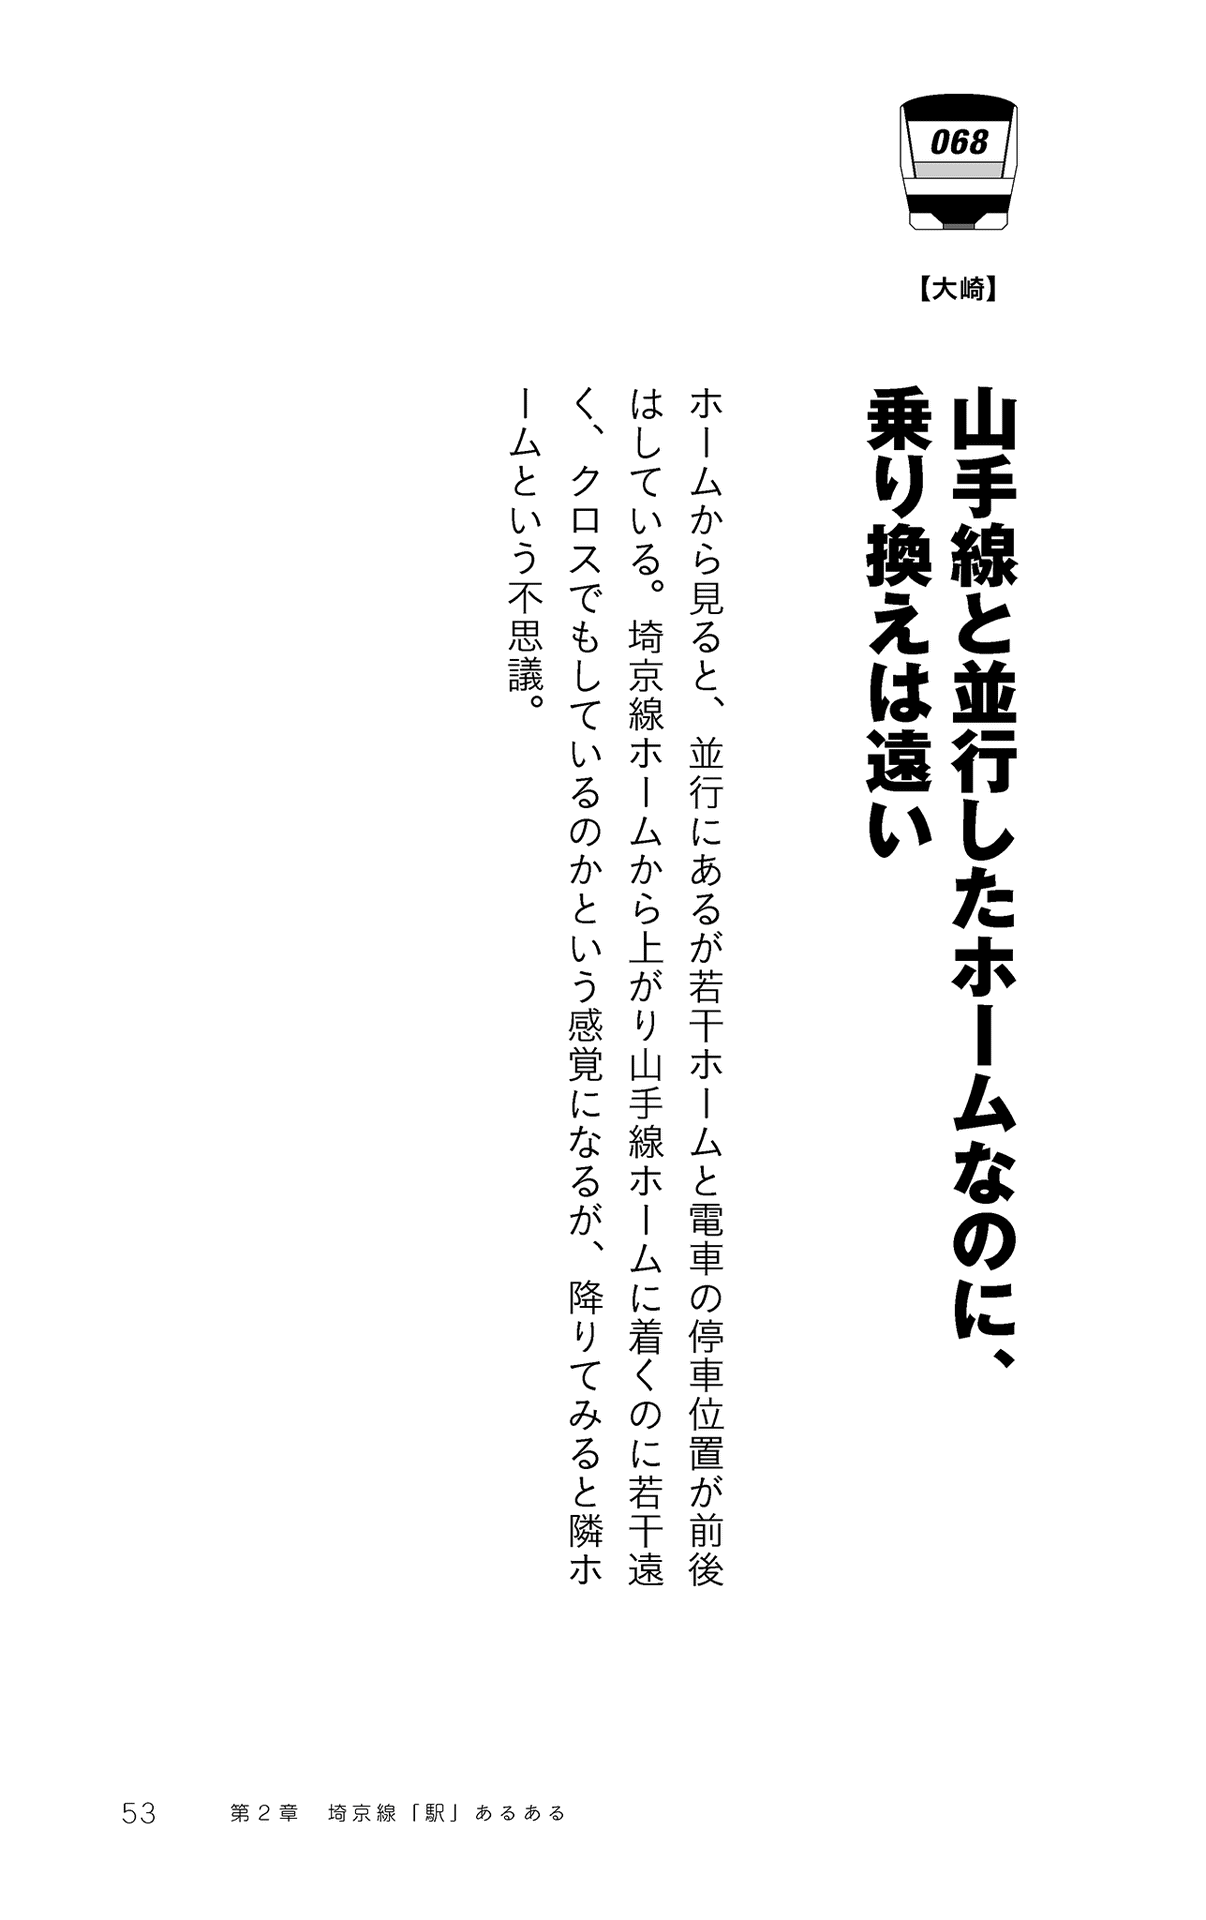 068
【大崎】
山手線と並行したホームなのに、
乗り換えは遠い
ホームから見ると、並行にあるが若干ホームと電車の停車位置が前後
はしている。埼京線ホームから上がり山手線ホームに着くのに若干遠
く、クロスでもしているのかという感覚になるが、降りてみると隣ホ
ームという不思議。
53 第2章 埼京線「駅」あるある